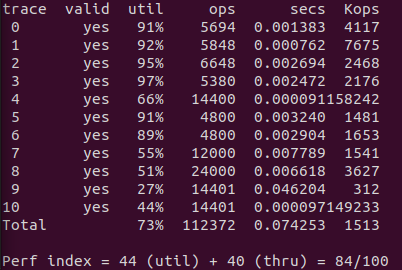 trace  valid  util     ops      secs  Kops
 0       yes   91%    5694  0.001383  4117
 1       yes   92%    5848  0.000762  7675
 2       yes   95%    6648  0.002694  2468
 3       yes   97%    5380  0.002472  2176
 4       yes   66%   14400  0.000091158242
 5       yes   91%    4800  0.003240  1481
 6       yes   89%    4800  0.002904  1653
 7       yes   55%   12000  0.007789  1541
 8       yes   51%   24000  0.006618  3627
 9       yes   27%   14401  0.046204   312
10       yes   44%   14401  0.000097149233
Total          73%  112372  0.074253  1513
Perf index = 44 (util) + 40 (thru) = 84/100